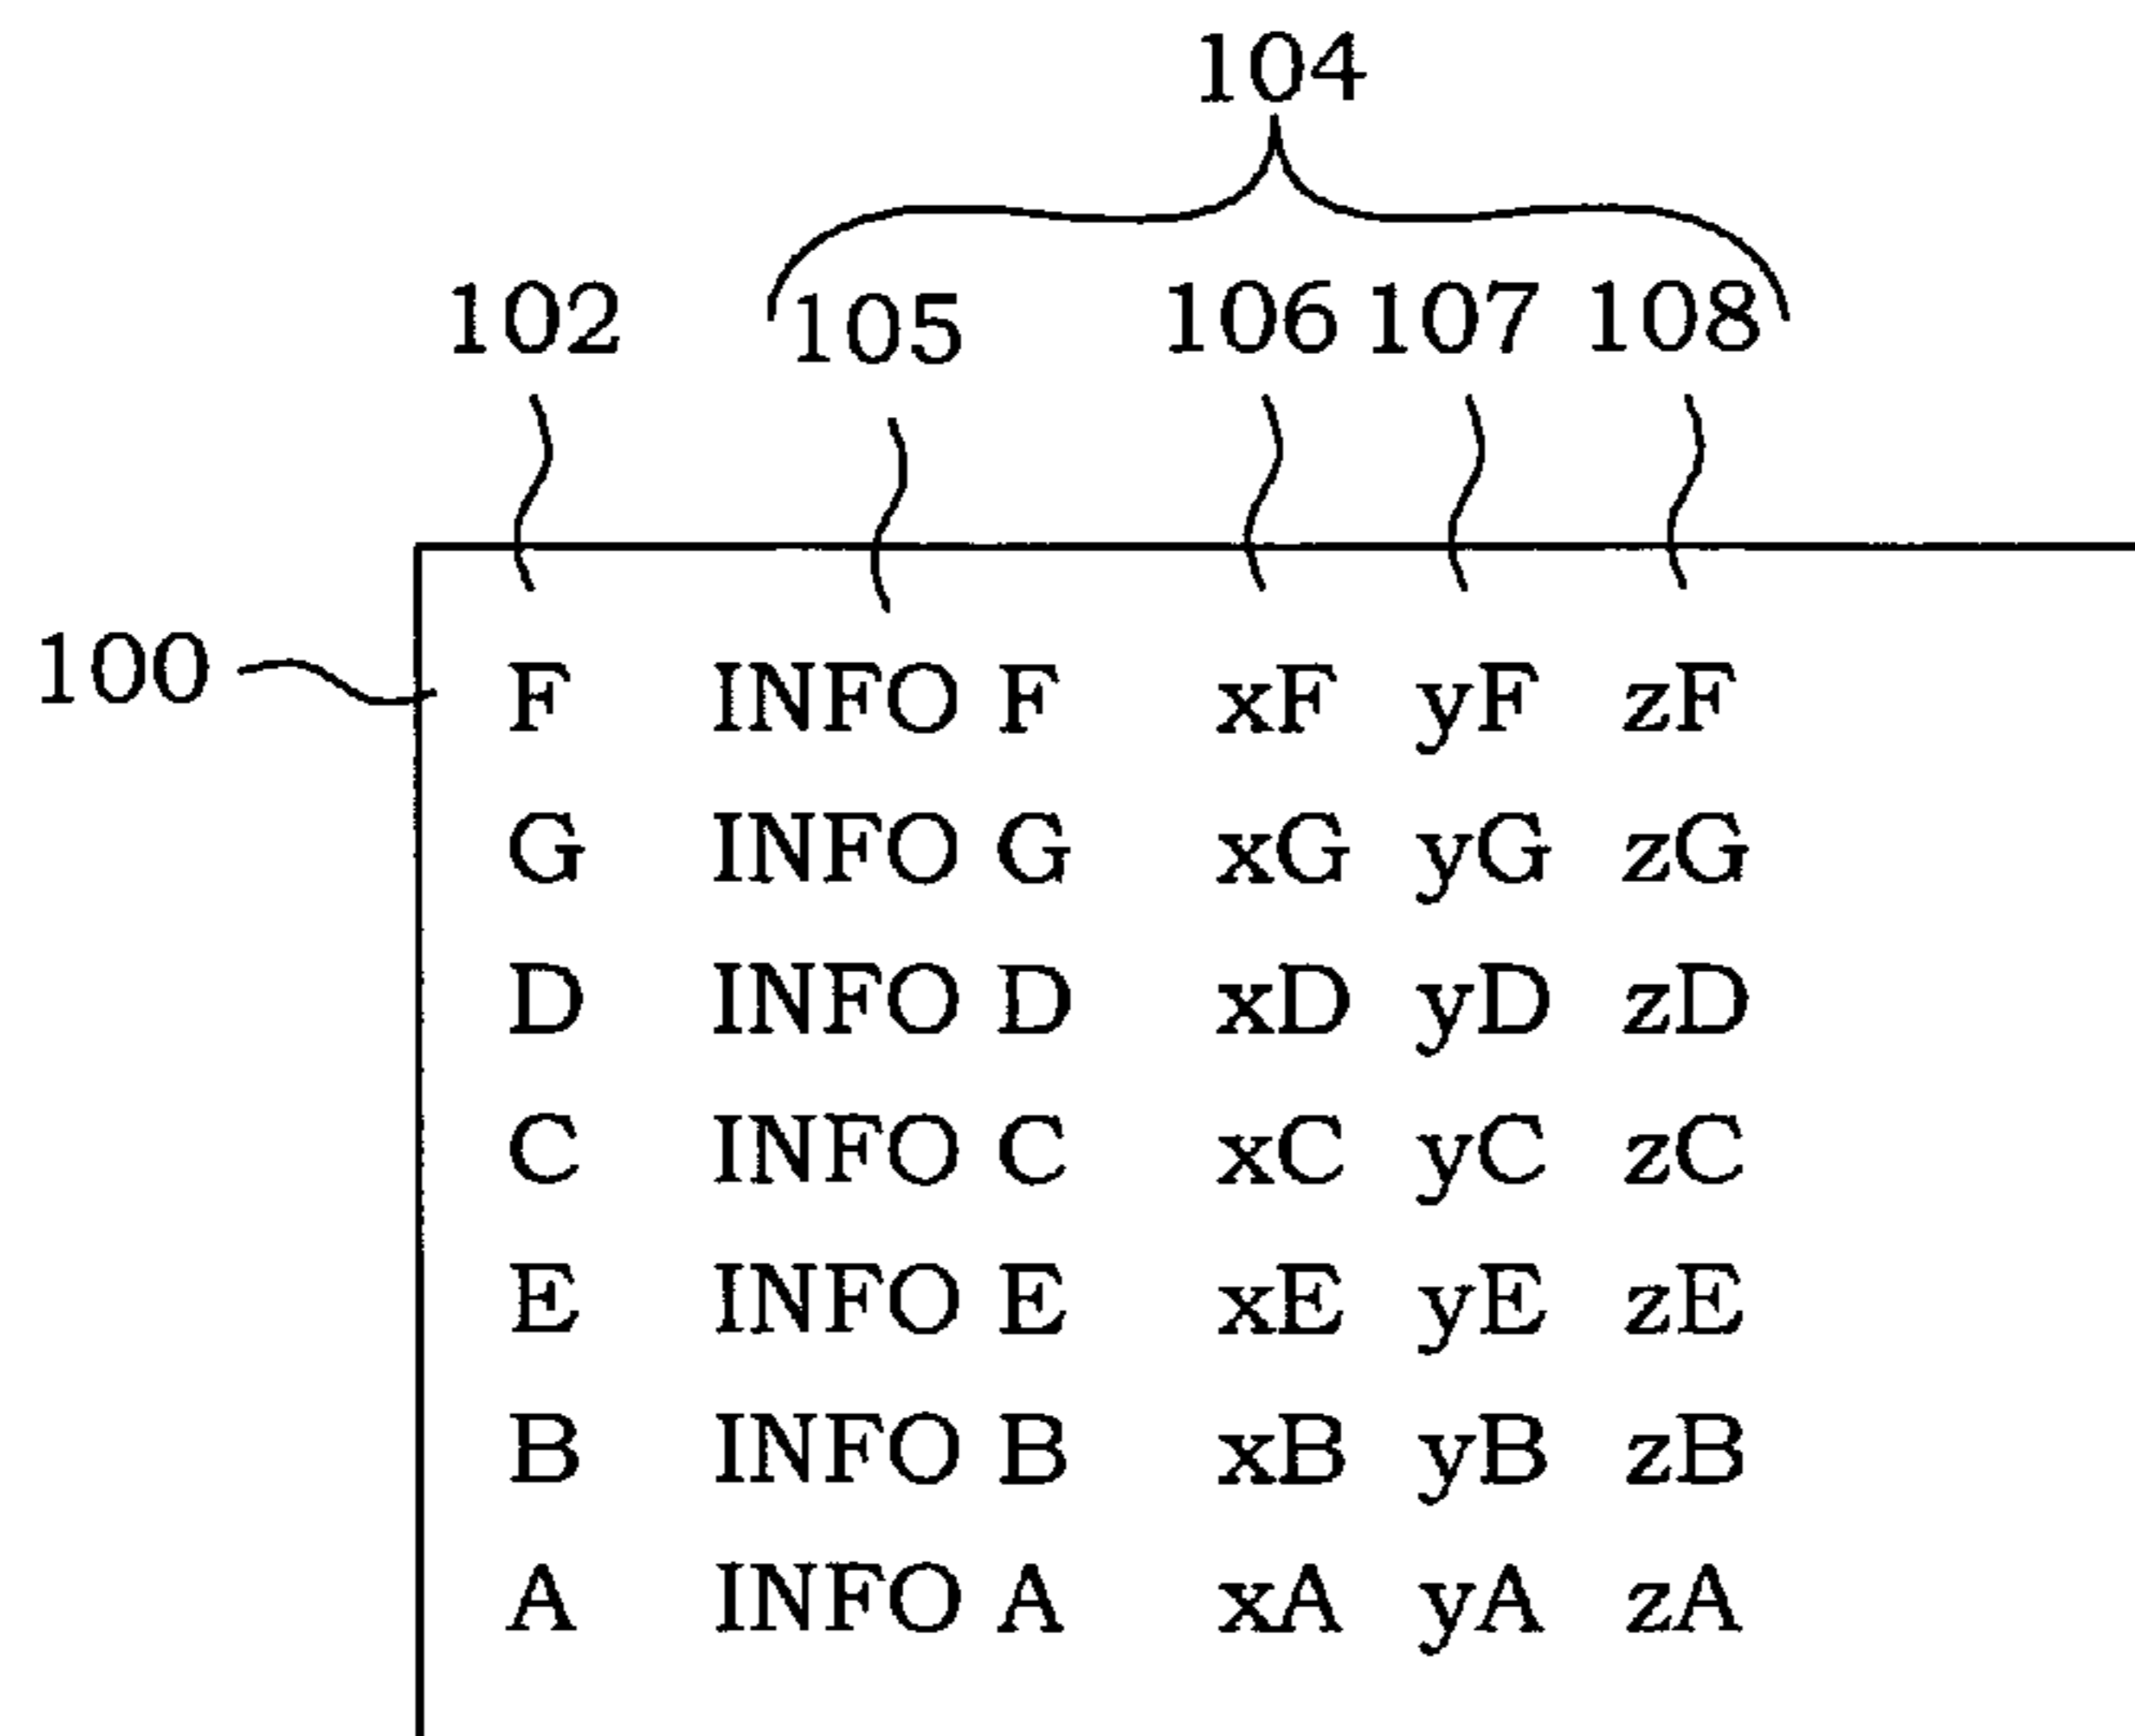 104
102 105 106 107 108
100
F INFO F xF yF zF
G INFO G xG yG zG
D INFO D xD yD zD
C INFO C xC yC zC
E INFO E xE yE zE
B INFO B xB yB zB
A INFO A xA yA zA